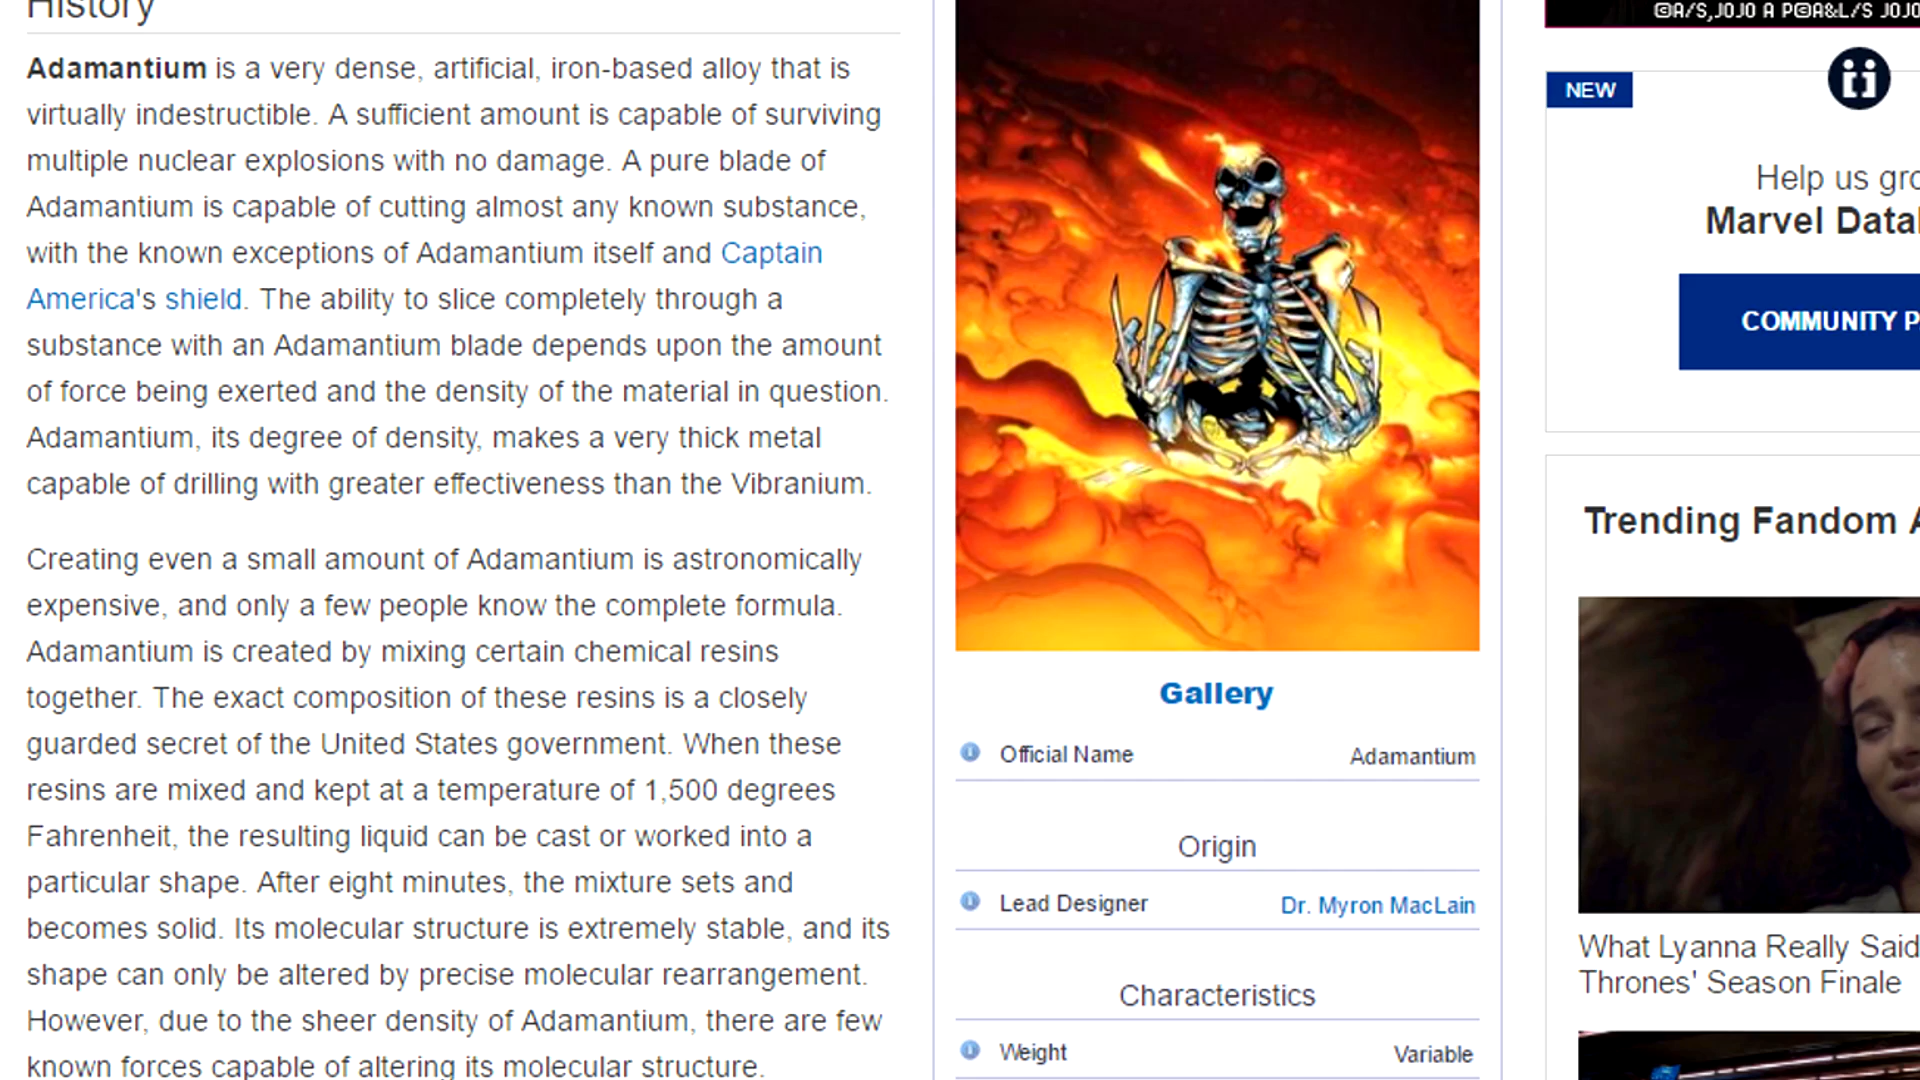 History
Adamantium is a very dense, artificial, iron-based alloy that is
virtually indestructible. A sufficient amount is capable of surviving
multiple nuclear explosions with no damage. A pure blade of
Adamantium is capable of cutting almost any known substance,
with the known exceptions of Adamantium itself and Captain
America's shield. The ability to slice completely through a
substance with an Adamantium blade depends upon the amount
of force being exerted and the density of the material in question.
Adamantium, its degree of density, makes a very thick metal
capable of drilling with greater effectiveness than the Vibranium.
Creating even a small amount of Adamantium is astronomically
expensive, and only a few people know the complete formula.
Adamantium is created by mixing certain chemical resins
together. The exact composition of these resins is a closely
guarded secret of the United States government. When these
resins are mixed and kept at a temperature of 1,500 degrees
Fahrenheit, the resulting liquid can be cast or worked into a
particular shape. After eight minutes, the mixture sets and
becomes solid. Its molecular structure is extremely stable, and its
shape can only be altered by precise molecular rearrangement.
However, due to the sheer density of Adamantium, there are few
known forces capable of altering its molecular structure.
Gallery
Official Name Adamantium
Origin
Lead Designer Dr. Myron MacLain
Characteristics
Weight Variable
©A/S,JOJO A P©A&L/S JOJO
NEW
Help us gro
Marvel Datal
COMMUNITY P
Trending Fandom A
What Lyanna Really Said
Thrones' Season Finale